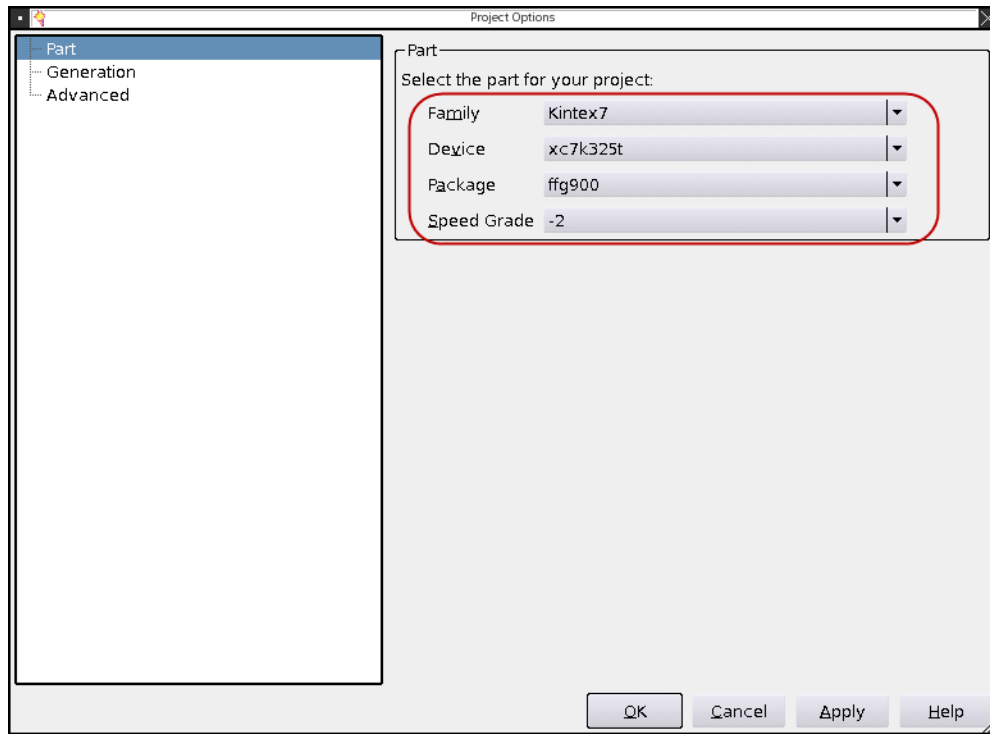 Project Options
Part
Generation
Advanced
Part
Select the part for your project:
Family Kintex7
Device xc7k325t
Package ffg900
Speed Grade -2
OK Cancel Apply Help